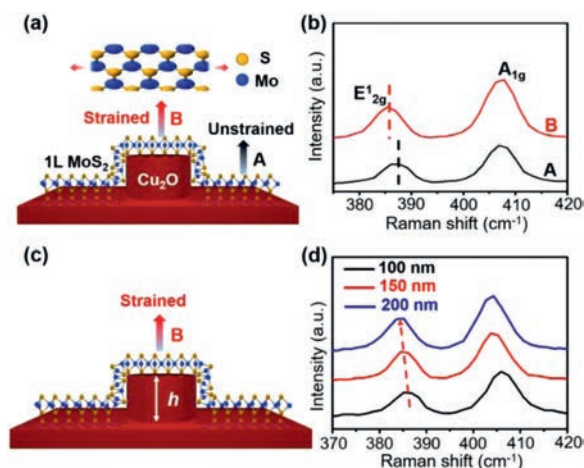 (a)
S
Mo
Strained
B
Unstrained
A
1L MoS₂
Cu₂O
(b)
Intensity (a.u.)
E¹₂g
A₁g
B
A
380 390 400 410 420
Raman shift (cm⁻¹)
(c)
Strained
B
h
(d)
Intensity (a.u.)
100 nm
150 nm
200 nm
370 380 390 400 410 420
Raman shift (cm⁻¹)